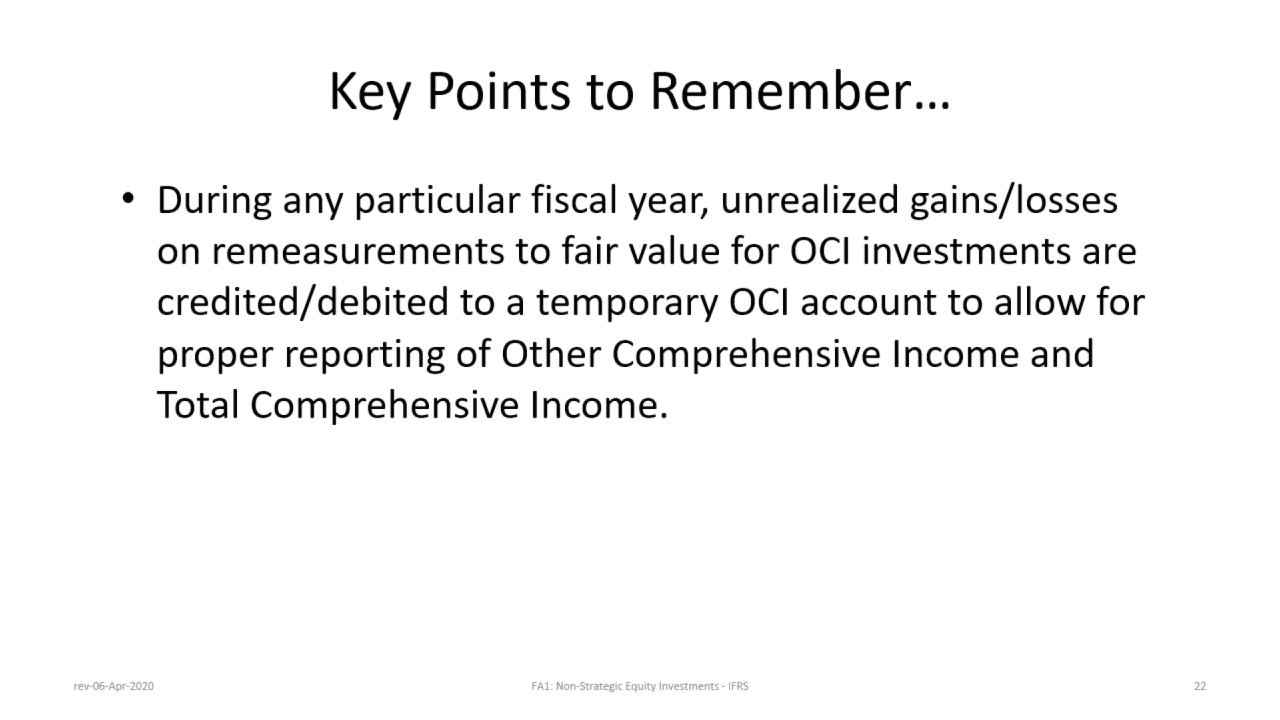 Key Points to Remember…
• During any particular fiscal year, unrealized gains/losses
on remeasurements to fair value for OCI investments are
credited/debited to a temporary OCI account to allow for
proper reporting of Other Comprehensive Income and
Total Comprehensive Income.
rev-06-Apr-2020
FA1: Non-Strategic Equity Investments - IFRS
22